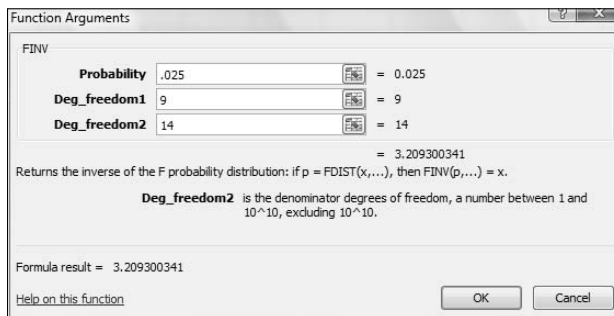 Function Arguments
FINV
Probability .025 = 0.025
Deg_freedom1 9 = 9
Deg_freedom2 14 = 14
= 3.209300341
Returns the inverse of the F probability distribution: if p = FDIST(x,...), then FINV(p,...) = x.
Deg_freedom2 is the denominator degrees of freedom, a number between 1 and
10^10, excluding 10^10.
Formula result = 3.209300341
Help on this function OK Cancel